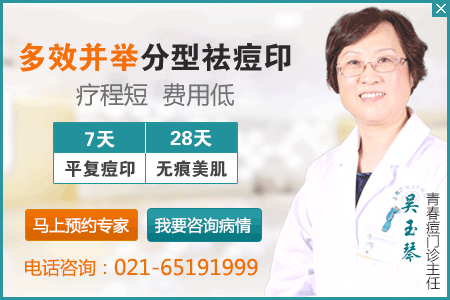 多效并举分型祛痘印
疗程短 费用低
7天 28天
平复痘印 无痕美肌
马上预约专家 我要咨询病情
电话咨询：021-65191999
吴玉琴
青春痘门诊主任